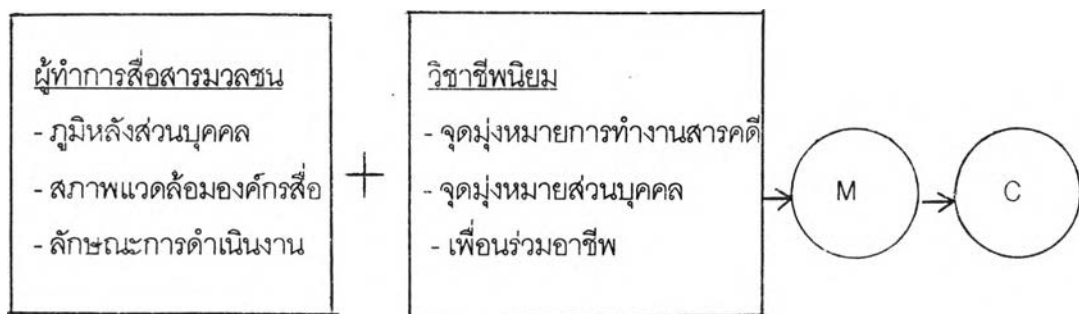 ผู้ทำการสื่อสารมวลชน
- ภูมิหลังส่วนบุคคล
- สภาพแวดล้อมองค์กรสื่อ
- ลักษณะการดำเนินงาน
+
วิชาชีพนิยม
- จุดมุ่งหมายการทำงานสารคดี
- จุดมุ่งหมายส่วนบุคคล
- เพื่อนร่วมอาชีพ
M
C